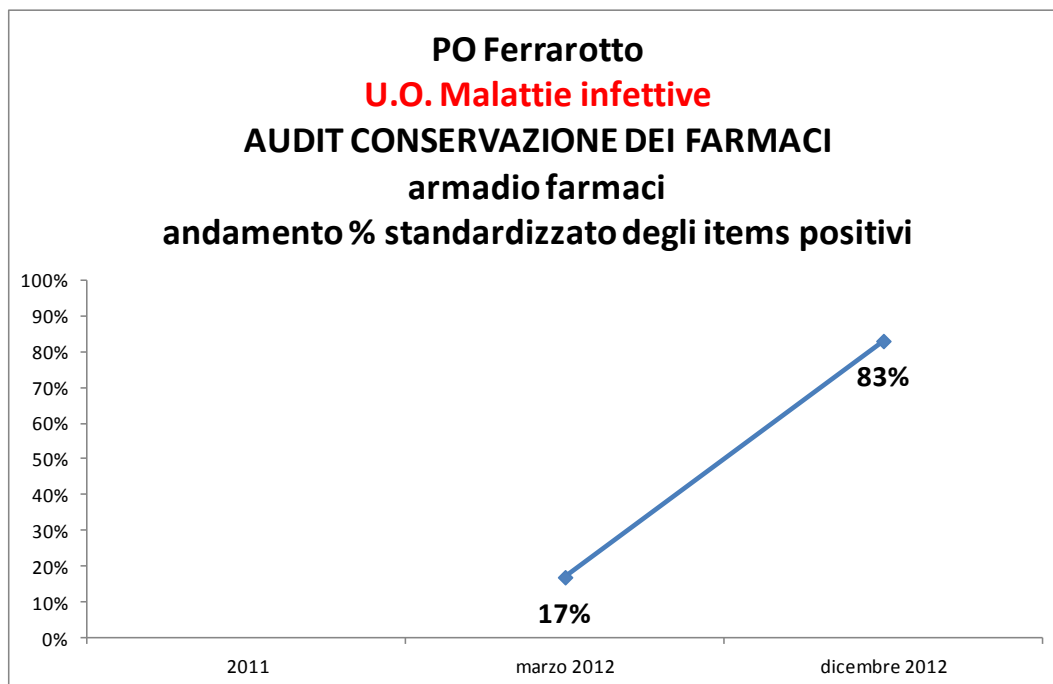 PO Ferrarotto
U.O. Malattie infettive
AUDIT CONSERVAZIONE DEI FARMACI
armadio farmaci
andamento % standardizzato degli items positivi
100%
90%
80%
70%
60%
50%
40%
30%
20%
10%
0%
83%
17%
2011
marzo 2012
dicembre 2012